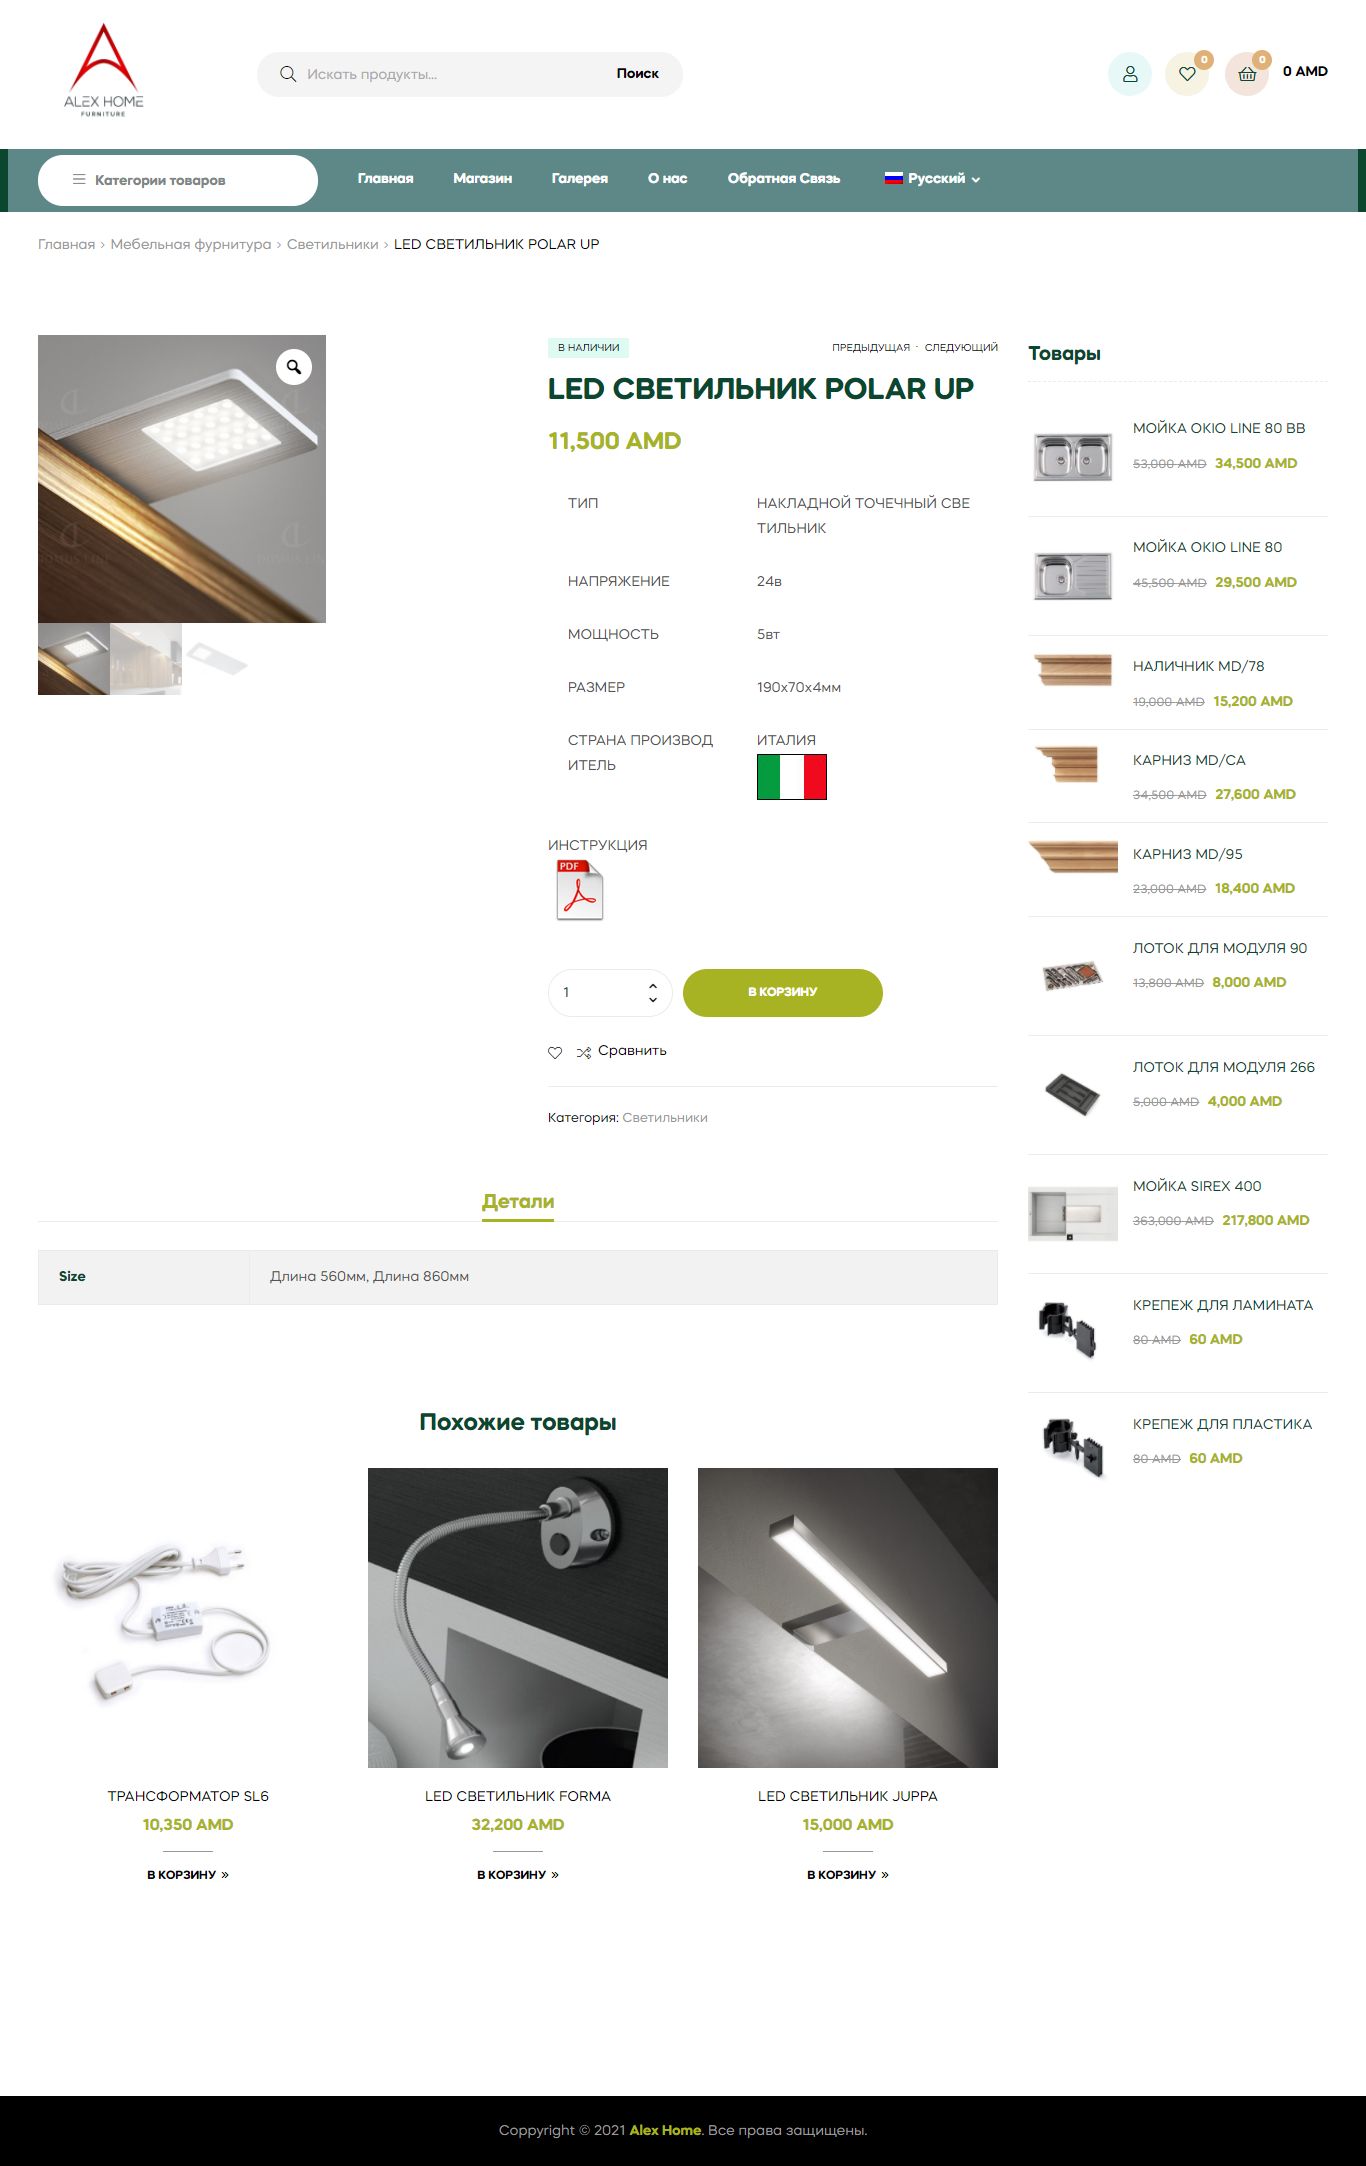 ALEX HOME
FURNITURE
Искать продукты...
Поиск
0
0
0 AMD
Категории товаров
Главная
Магазин
Галерея
О нас
Обратная Связь
Русский
Главная › Мебельная фурнитура › Светильники › LED СВЕТИЛЬНИК POLAR UP
В НАЛИЧИИ
ПРЕДЫДУЩАЯ - СЛЕДУЮЩИЙ
LED СВЕТИЛЬНИК POLAR UP
11,500 AMD
ТИП
НАКЛАДНОЙ ТОЧЕЧНЫЙ СВЕ
ТИЛЬНИК
НАПРЯЖЕНИЕ
24в
МОЩНОСТЬ
5вт
РАЗМЕР
190x70x4мм
СТРАНА ПРОИЗВОД
ИТЕЛЬ
ИТАЛИЯ
ИНСТРУКЦИЯ
PDF
1
В КОРЗИНУ
Сравнить
Категория: Светильники
Детали
Size
Длина 560мм, Длина 860мм
Похожие товары
ТРАНСФОРМАТОР SL6
10,350 AMD
В КОРЗИНУ »
LED СВЕТИЛЬНИК FORMA
32,200 AMD
В КОРЗИНУ »
LED СВЕТИЛЬНИК JUPPA
15,000 AMD
В КОРЗИНУ »
Товары
МОЙКА OKIO LINE 80 BB
53,000 AMD 34,500 AMD
МОЙКА OKIO LINE 80
45,500 AMD 29,500 AMD
НАЛИЧНИК MD/78
19,000 AMD 15,200 AMD
КАРНИЗ MD/CA
34,500 AMD 27,600 AMD
КАРНИЗ MD/95
23,000 AMD 18,400 AMD
ЛОТОК ДЛЯ МОДУЛЯ 90
13,800 AMD 8,000 AMD
ЛОТОК ДЛЯ МОДУЛЯ 266
5,000 AMD 4,000 AMD
МОЙКА SIREX 400
363,000 AMD 217,800 AMD
КРЕПЕЖ ДЛЯ ЛАМИНАТА
80 AMD 60 AMD
КРЕПЕЖ ДЛЯ ПЛАСТИКА
80 AMD 60 AMD
Coppyright © 2021 Alex Home. Все права защищены.